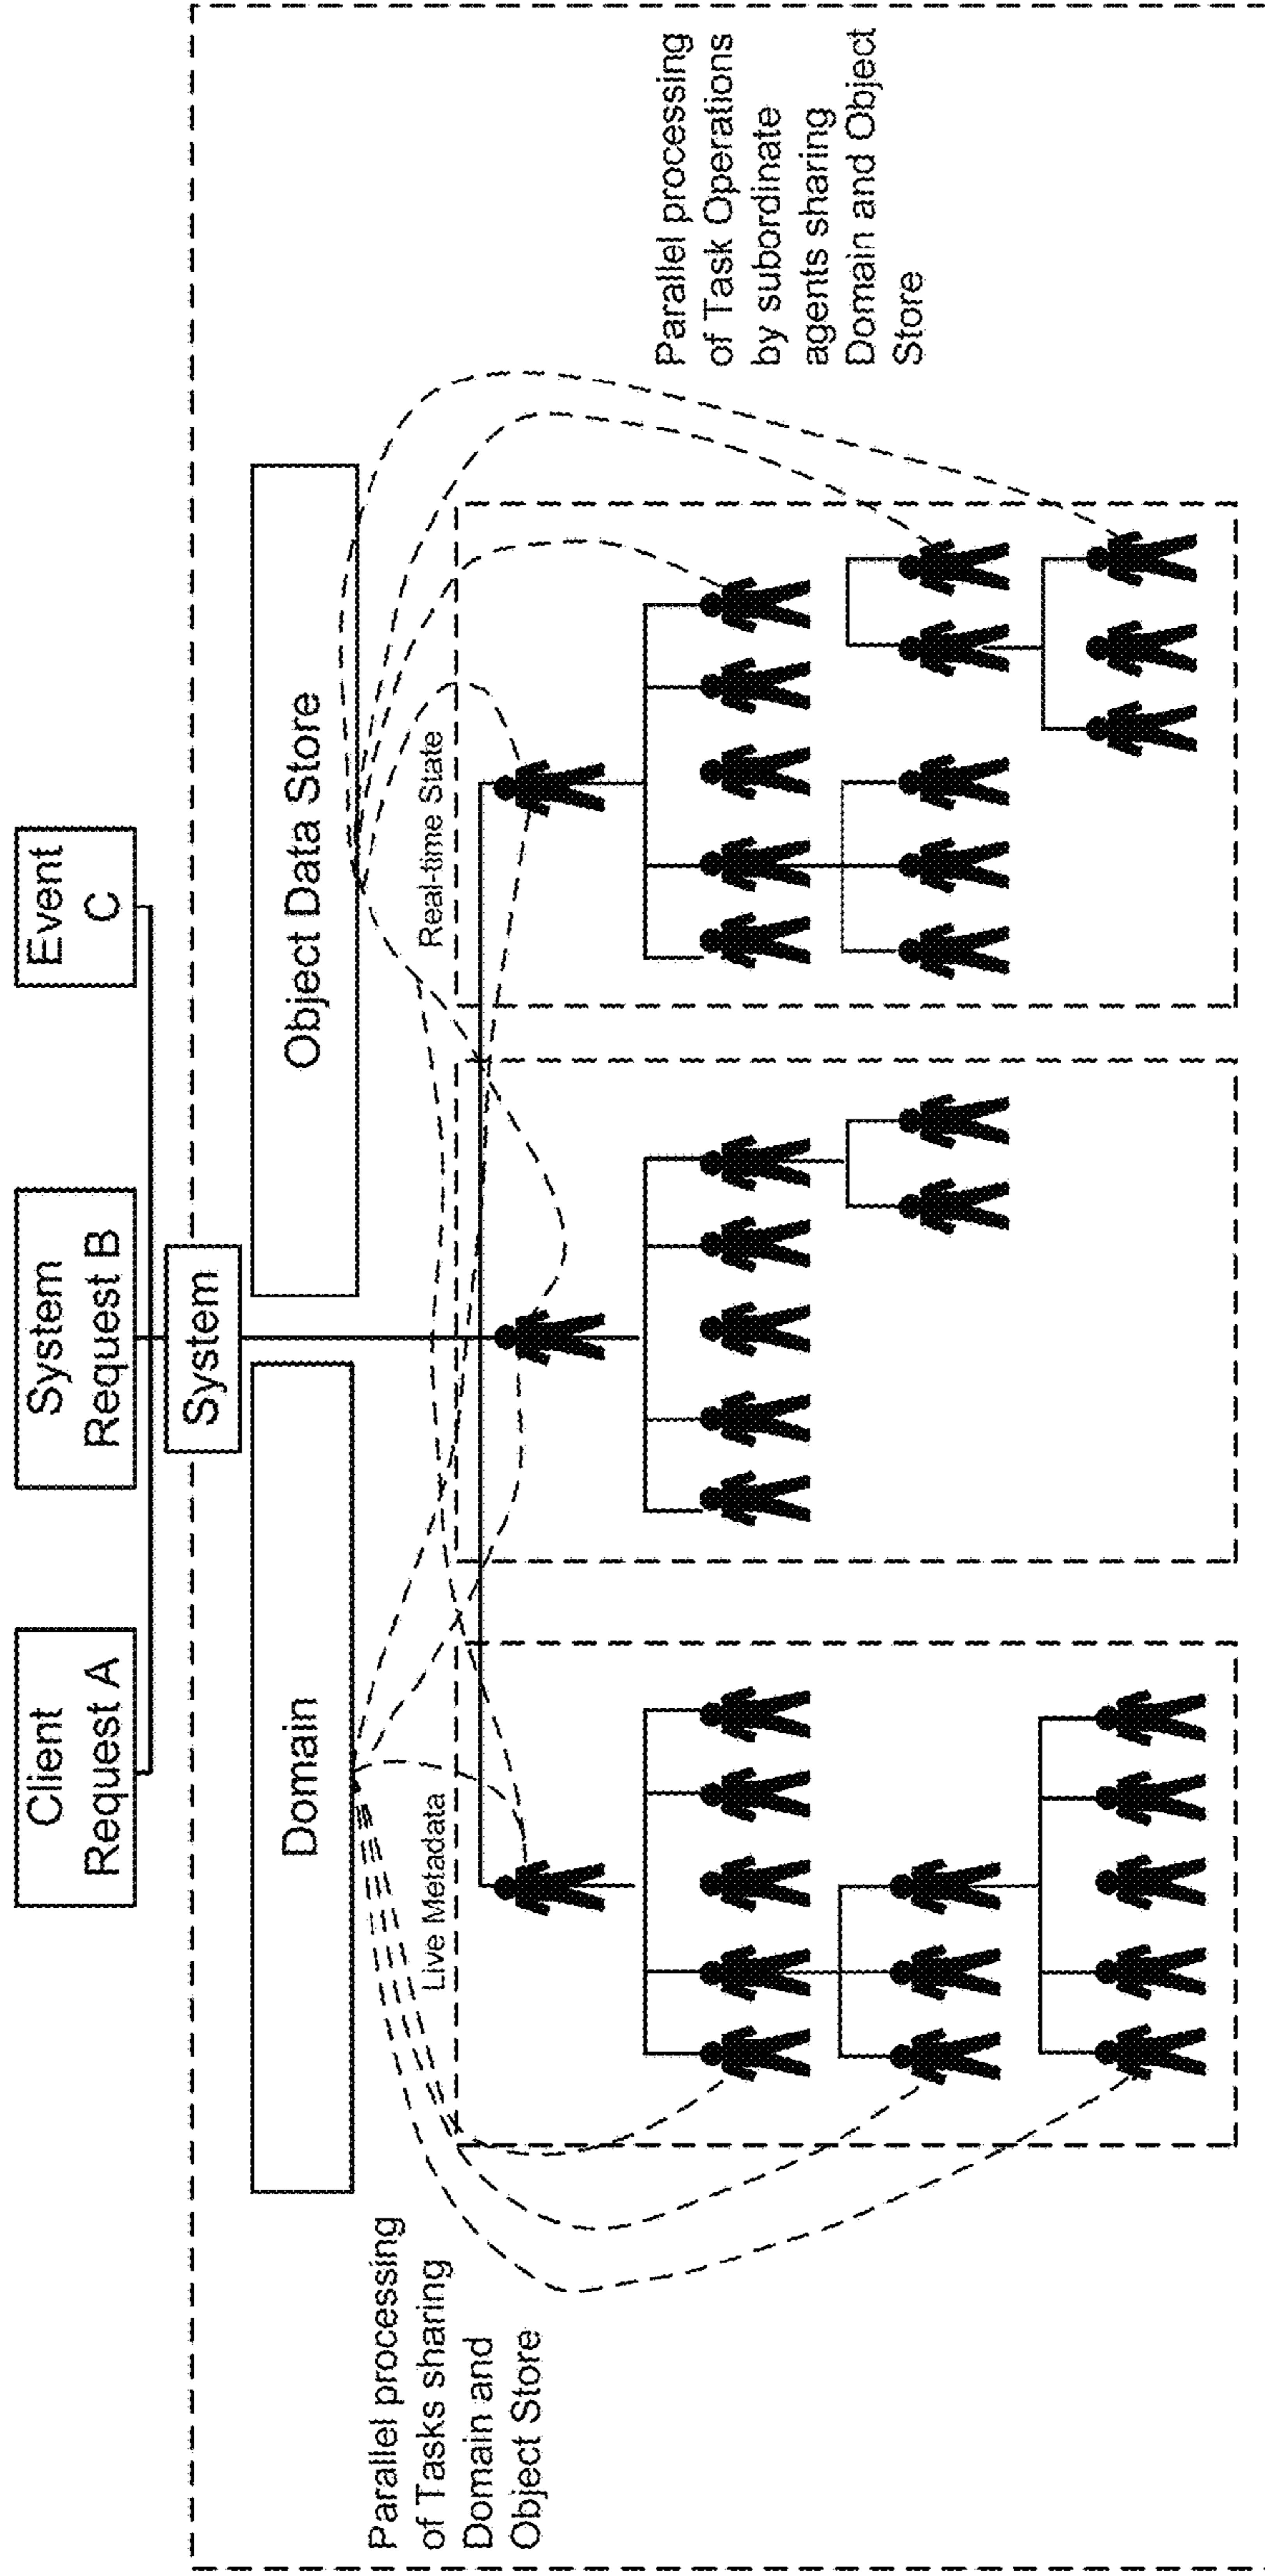 Client
Request A
System
Request B
Event
C
System
Domain
Object Data Store
Parallel processing
of Tasks sharing
Domain and
Object Store
Live Metadata
Real-time State
Parallel processing
of Task Operations
by subordinate
agents sharing
Domain and Object
Store